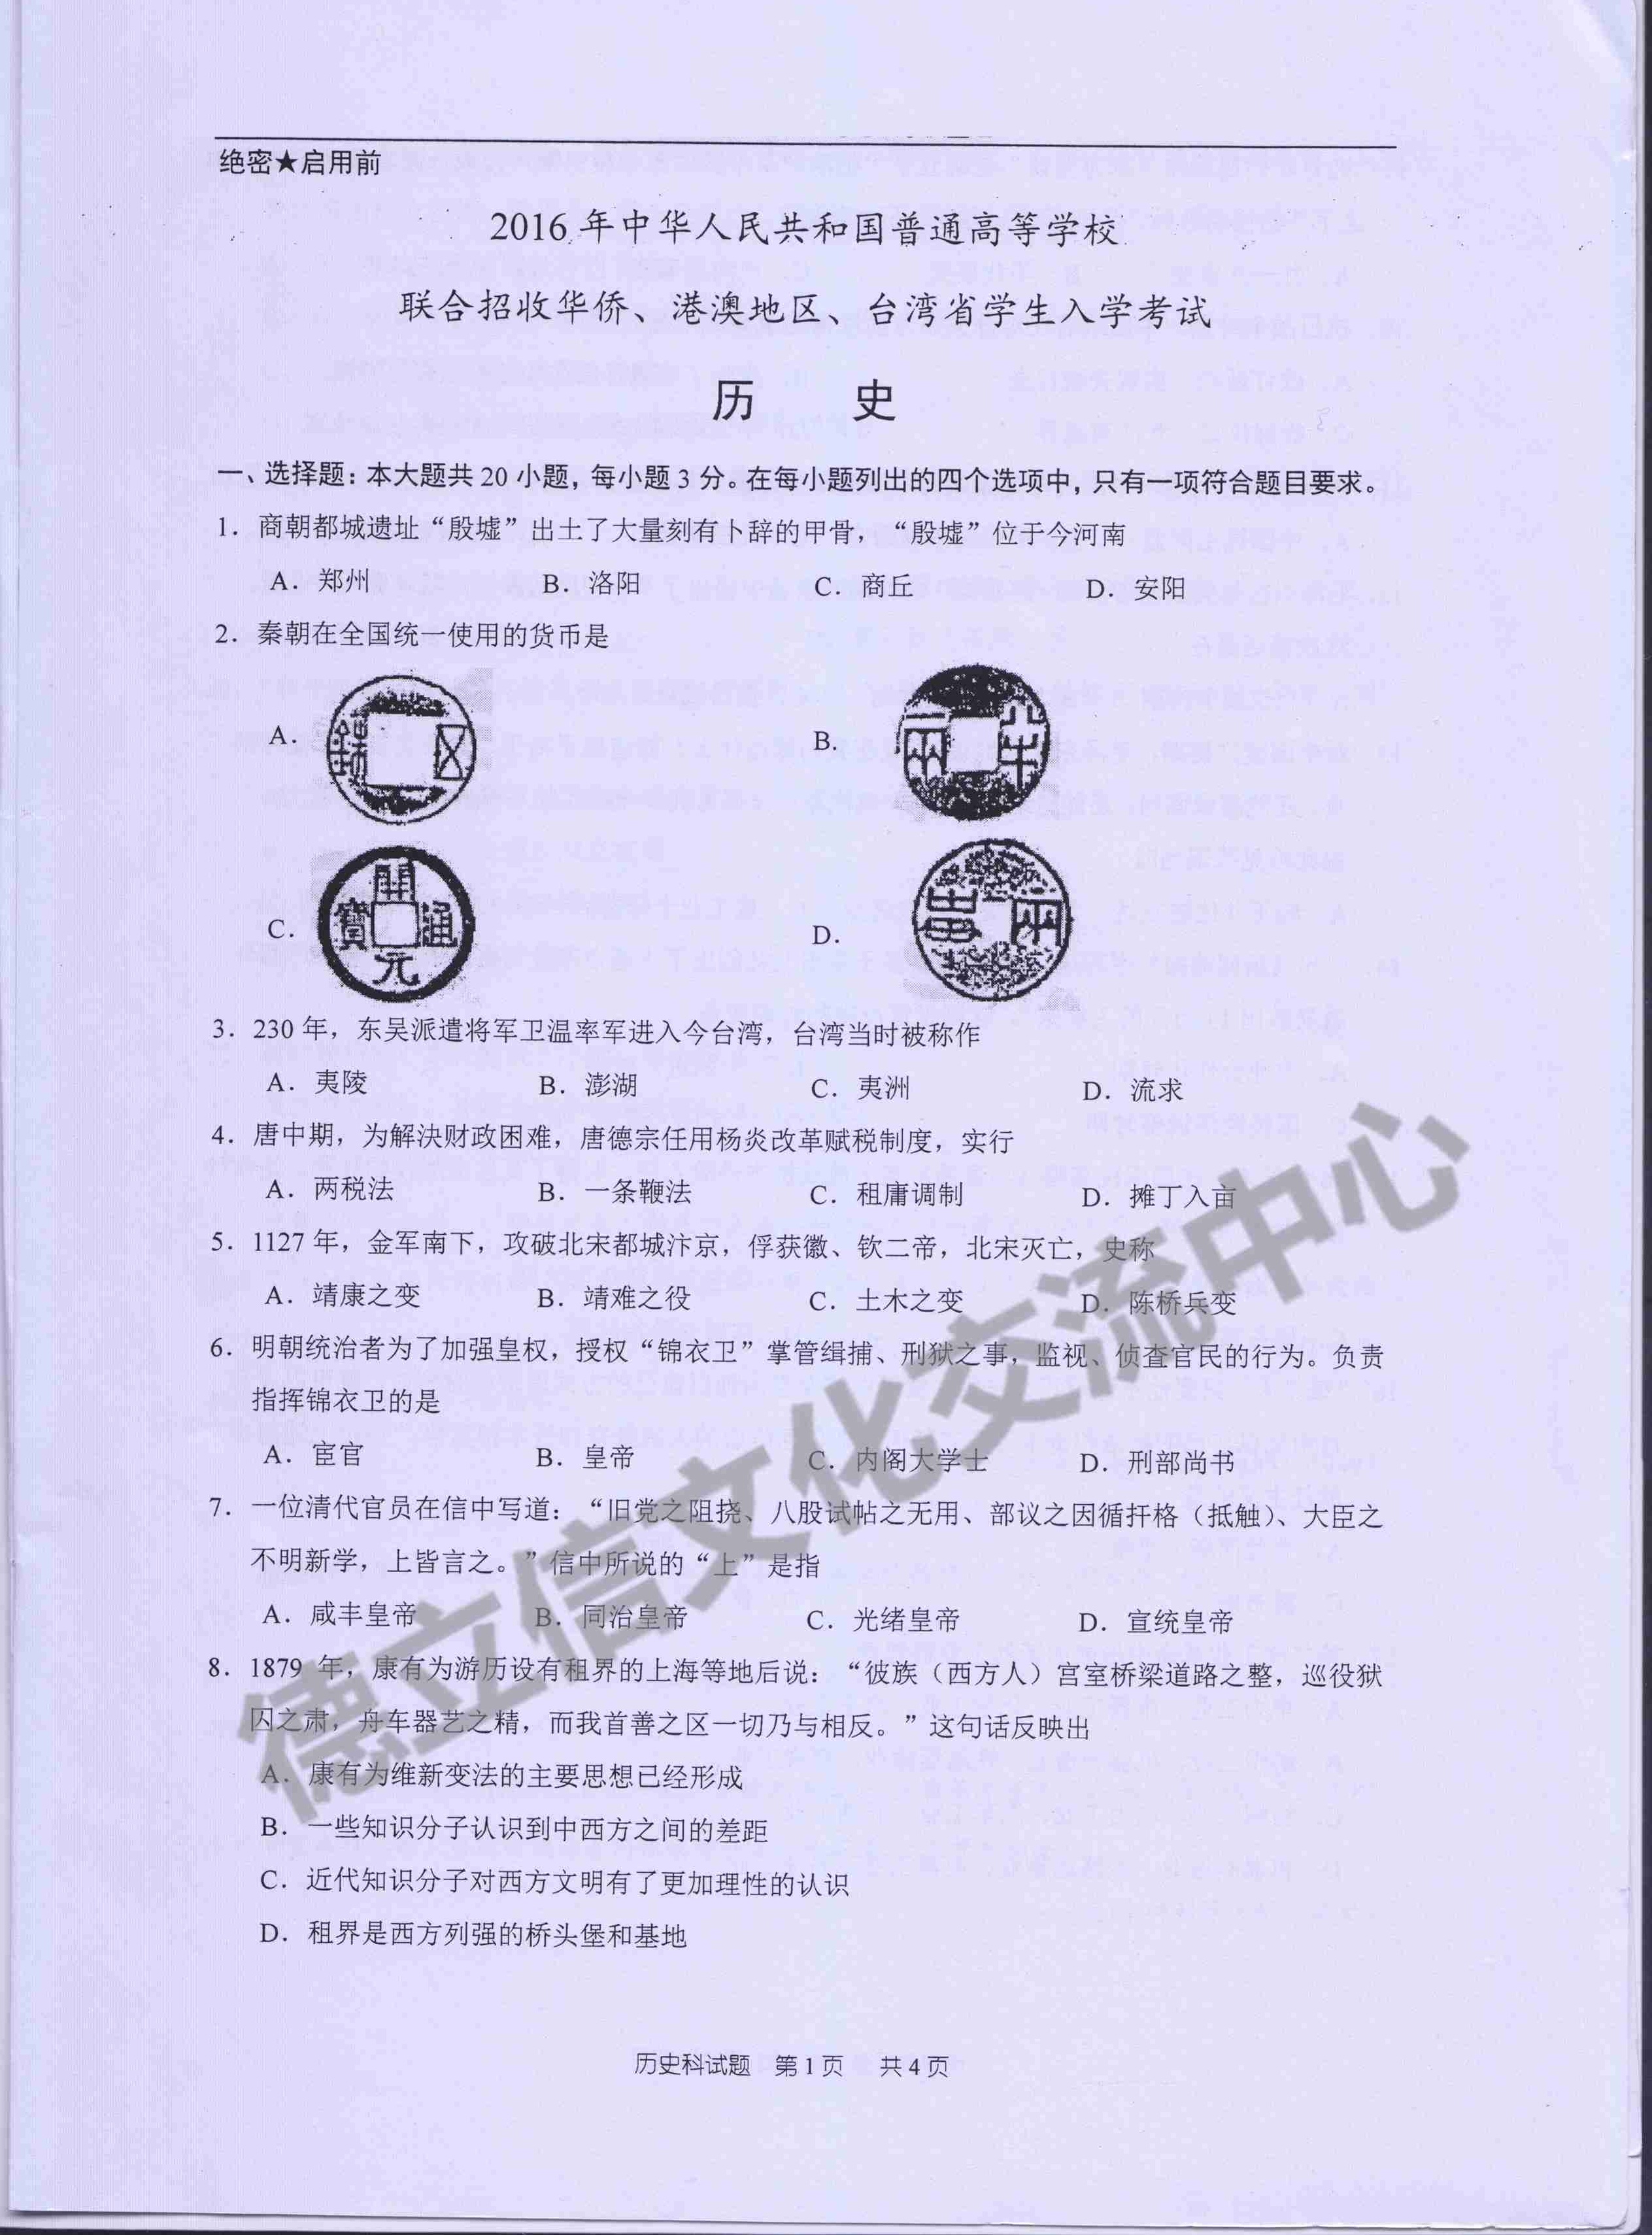 绝密★启用前
2016年中华人民共和国普通高等学校
联合招收华侨、港澳地区、台湾省学生入学考试
历 史
一、选择题：本大题共20小题，每小题3分。在每小题列出的四个选项中，只有一项符合题目要求。
1．商朝都城遗址“殷墟”出土了大量刻有卜辞的甲骨，“殷墟”位于今河南
A．郑州 B．洛阳 C．商丘 D．安阳
2．秦朝在全国统一使用的货币是
A． B．半兩
C．開元通寶 D．
3．230年，东吴派遣将军卫温率军进入今台湾，台湾当时被称作
A．夷陵 B．澎湖 C．夷洲 D．流求
4．唐中期，为解决财政困难，唐德宗任用杨炎改革赋税制度，实行
A．两税法 B．一条鞭法 C．租庸调制 D．摊丁入亩
5．1127年，金军南下，攻破北宋都城汴京，俘获徽、钦二帝，北宋灭亡，史称
A．靖康之变 B．靖难之役 C．土木之变 D．陈桥兵变
6．明朝统治者为了加强皇权，授权“锦衣卫”掌管缉捕、刑狱之事，监视、侦查官民的行为。负责
指挥锦衣卫的是
A．宦官 B．皇帝 C．内阁大学士 D．刑部尚书
7．一位清代官员在信中写道：“旧党之阻挠、八股试帖之无用、部议之因循扞格（抵触）、大臣之
不明新学，上皆言之。”信中所说的“上”是指
A．咸丰皇帝 B．同治皇帝 C．光绪皇帝 D．宣统皇帝
8．1879年，康有为游历设有租界的上海等地后说：“彼族（西方人）宫室桥梁道路之整，巡役狱
囚之肃，舟车器艺之精，而我首善之区一切乃与相反。”这句话反映出
A．康有为维新变法的主要思想已经形成
B．一些知识分子认识到中西方之间的差距
C．近代知识分子对西方文明有了更加理性的认识
D．租界是西方列强的桥头堡和基地
历史科试题 第1页 共4页
德立信文化交流中心